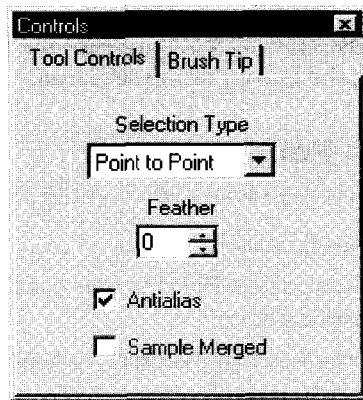 Controls
Tool Controls
Brush Tip
Selection Type
Point to Point
Feather
0
Antialias
Sample Merged